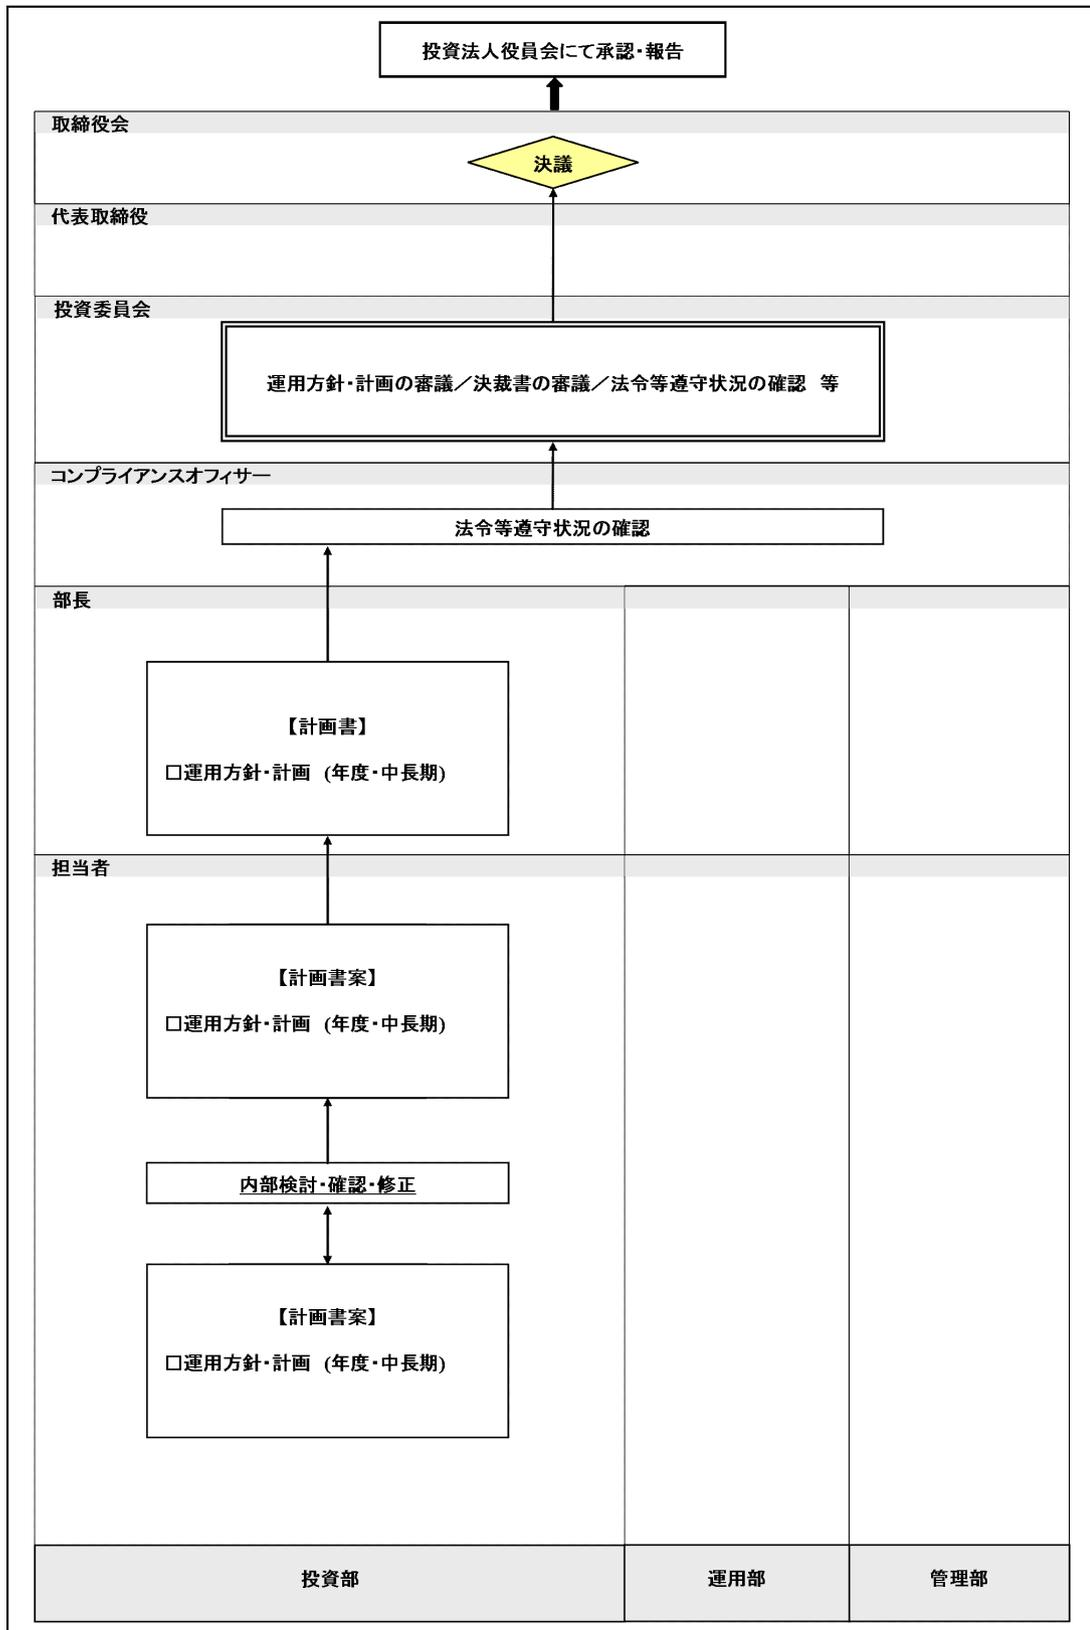 投資法人役員会にて承認・報告
取締役会
決議
代表取締役
投資委員会
運用方針・計画の審議／決裁書の審議／法令等遵守状況の確認　等
コンプライアンスオフィサー
法令等遵守状況の確認
部長
【計画書】
□運用方針・計画 (年度・中長期)
担当者
【計画書案】
□運用方針・計画 (年度・中長期)
内部検討・確認・修正
【計画書案】
□運用方針・計画 (年度・中長期)
投資部
運用部
管理部